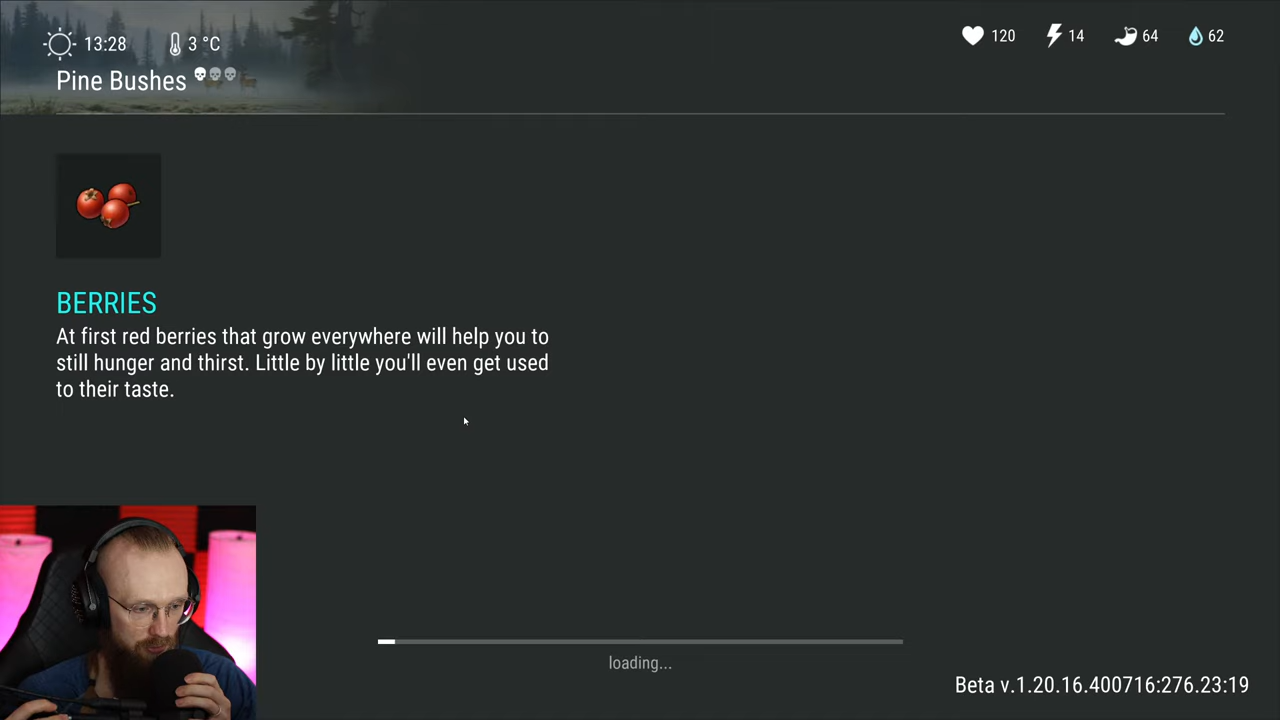 13:28 3 °C 120 14 64 62
Pine Bushes
BERRIES
At first red berries that grow everywhere will help you to
still hunger and thirst. Little by little you'll even get used
to their taste.
loading...
Beta v.1.20.16.400716:276.23:19